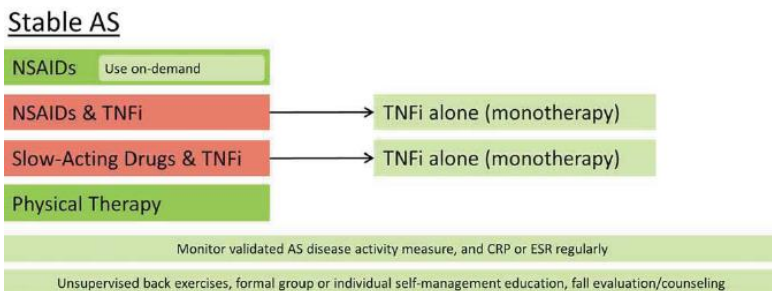 Stable AS
NSAIDs Use on-demand
NSAIDs & TNFi TNFi alone (monotherapy)
Slow-Acting Drugs & TNFi TNFi alone (monotherapy)
Physical Therapy
Monitor validated AS disease activity measure, and CRP or ESR regularly
Unsupervised back exercises, formal group or individual self-management education, fall evaluation/counseling